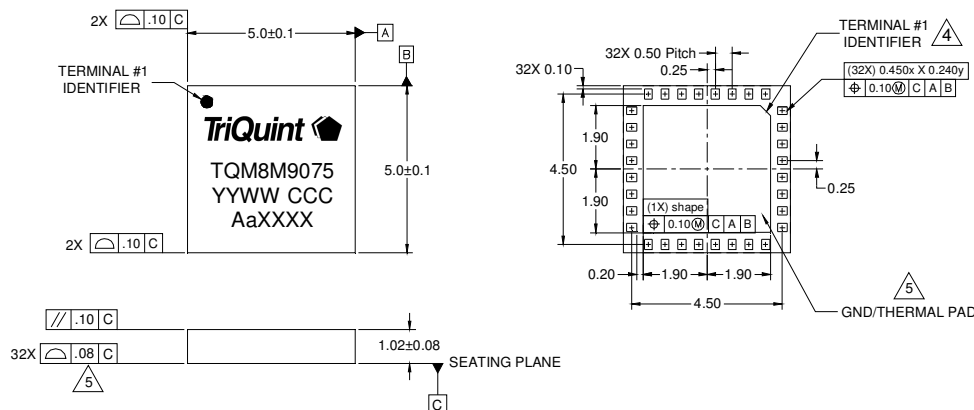 2X .10 C
5.0±0.1
A
B
TERMINAL #1
IDENTIFIER
TriQuint
TQM8M9075
YYWW CCC
AaXXXX
5.0±0.1
2X .10 C
// .10 C
32X .08 C
5
1.02±0.08
SEATING PLANE
C
TERMINAL #1
IDENTIFIER
4
32X 0.50 Pitch
32X 0.10
0.25
(32X) 0.450x X 0.240y
⌖ 0.10Ⓜ C A B
1.90
4.50
0.25
1.90
(1X) shape
⌖ 0.10Ⓜ C A B
0.20
1.90
1.90
4.50
5
GND/THERMAL PAD